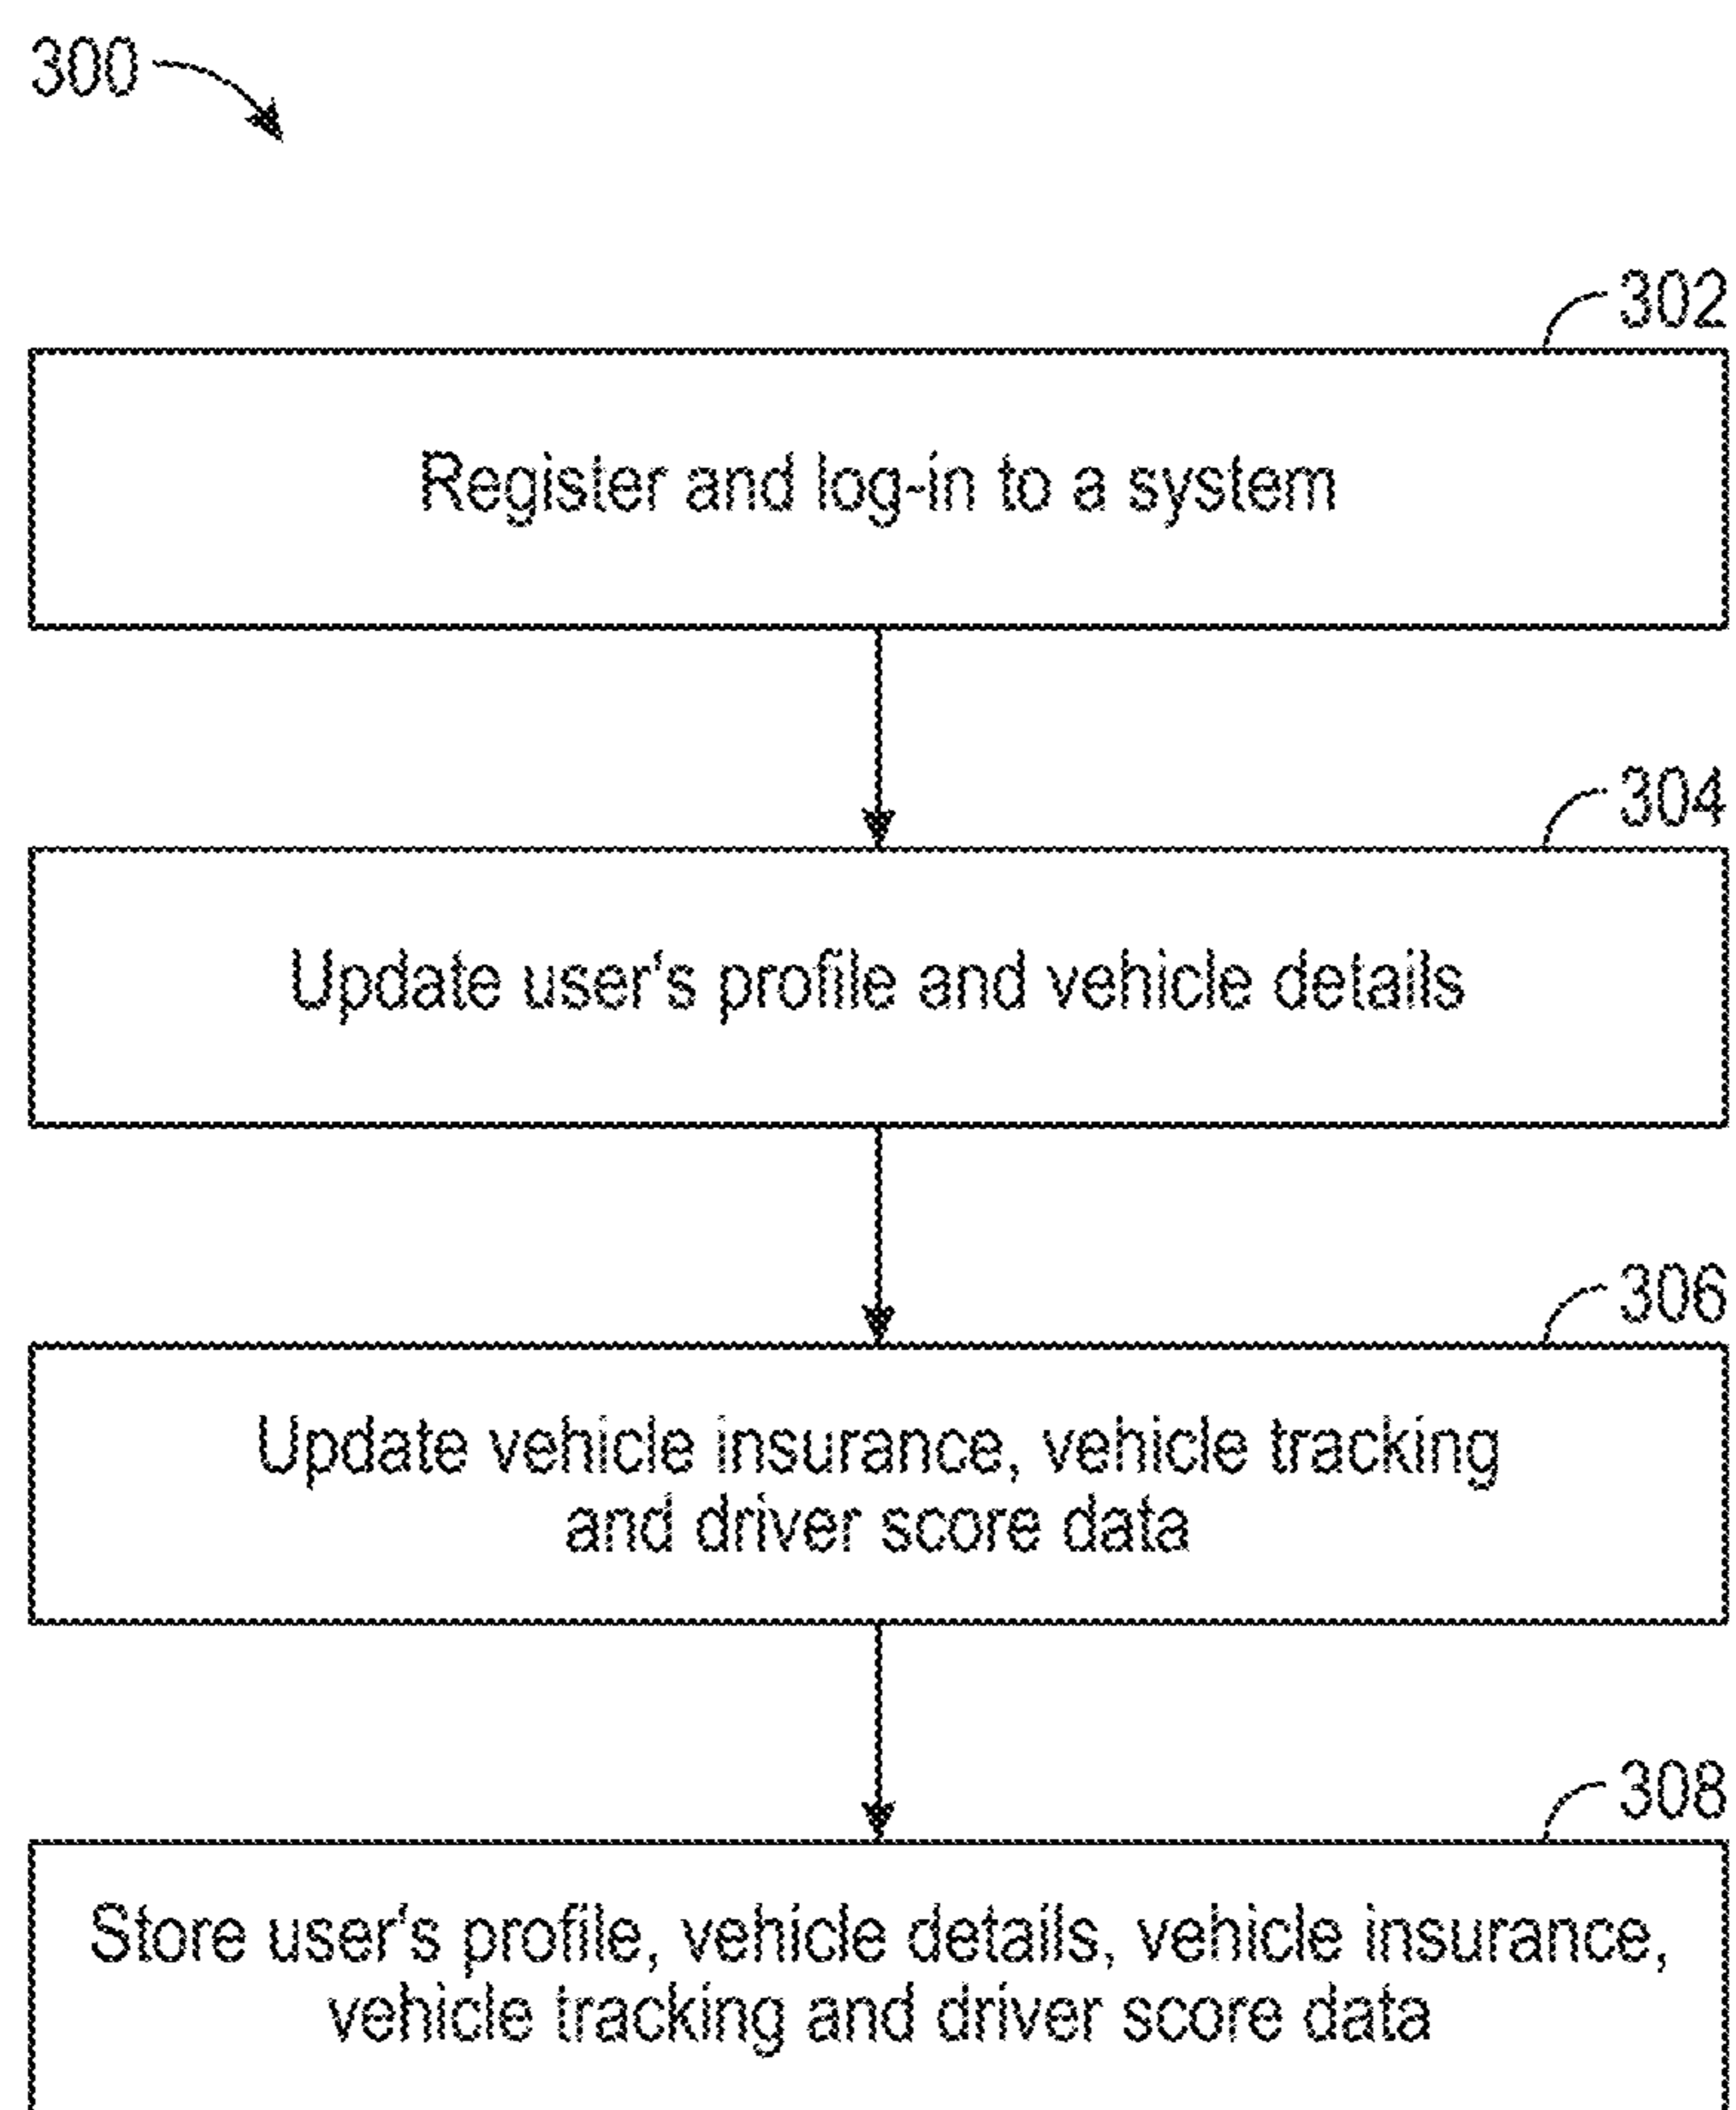 300
302
Register and log-in to a system
304
Update user's profile and vehicle details
306
Update vehicle insurance, vehicle tracking
and driver score data
308
Store user's profile, vehicle details, vehicle insurance,
vehicle tracking and driver score data